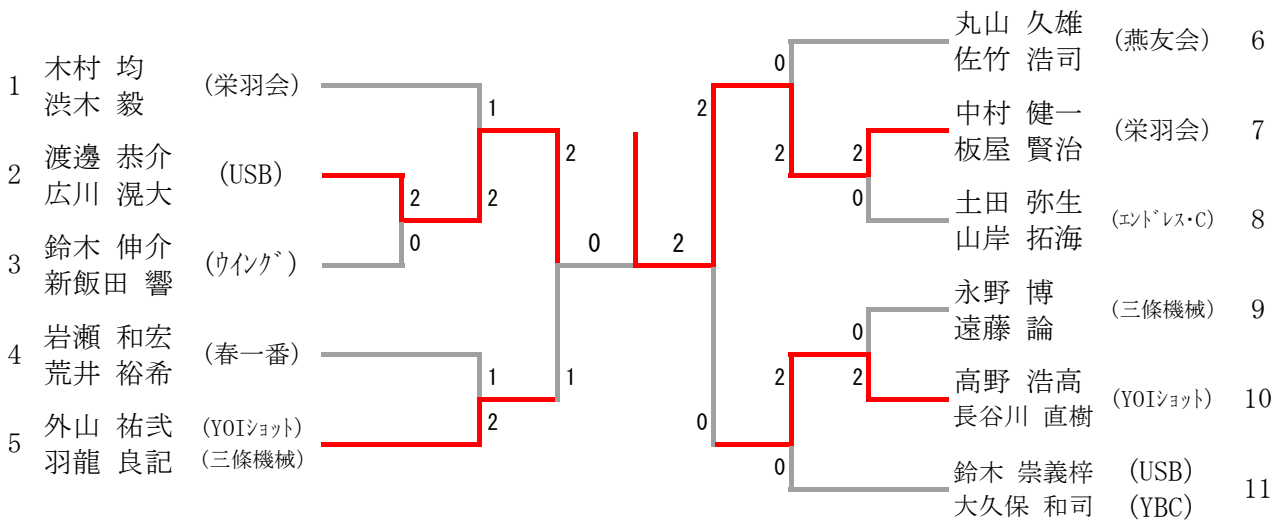 1 木村 均 (栄羽会)
渋木 毅
2 渡邊 恭介 (USB)
広川 滉大
3 鈴木 伸介 (ウイング)
新飯田 響
4 岩瀬 和宏 (春一番)
荒井 裕希
5 外山 祐弐 (YOIショット)
羽龍 良記 (三條機械)
1
2
2
0
2
1
2
1
0
2
2
0
0
2
2
0
0
2
2
0
丸山 久雄 (燕友会) 6
佐竹 浩司
中村 健一 (栄羽会) 7
板屋 賢治
土田 弥生 (エンドレス・C) 8
山岸 拓海
永野 博 (三條機械) 9
遠藤 論
高野 浩高 (YOIショット) 10
長谷川 直樹
鈴木 崇義梓 (USB) 11
大久保 和司 (YBC)